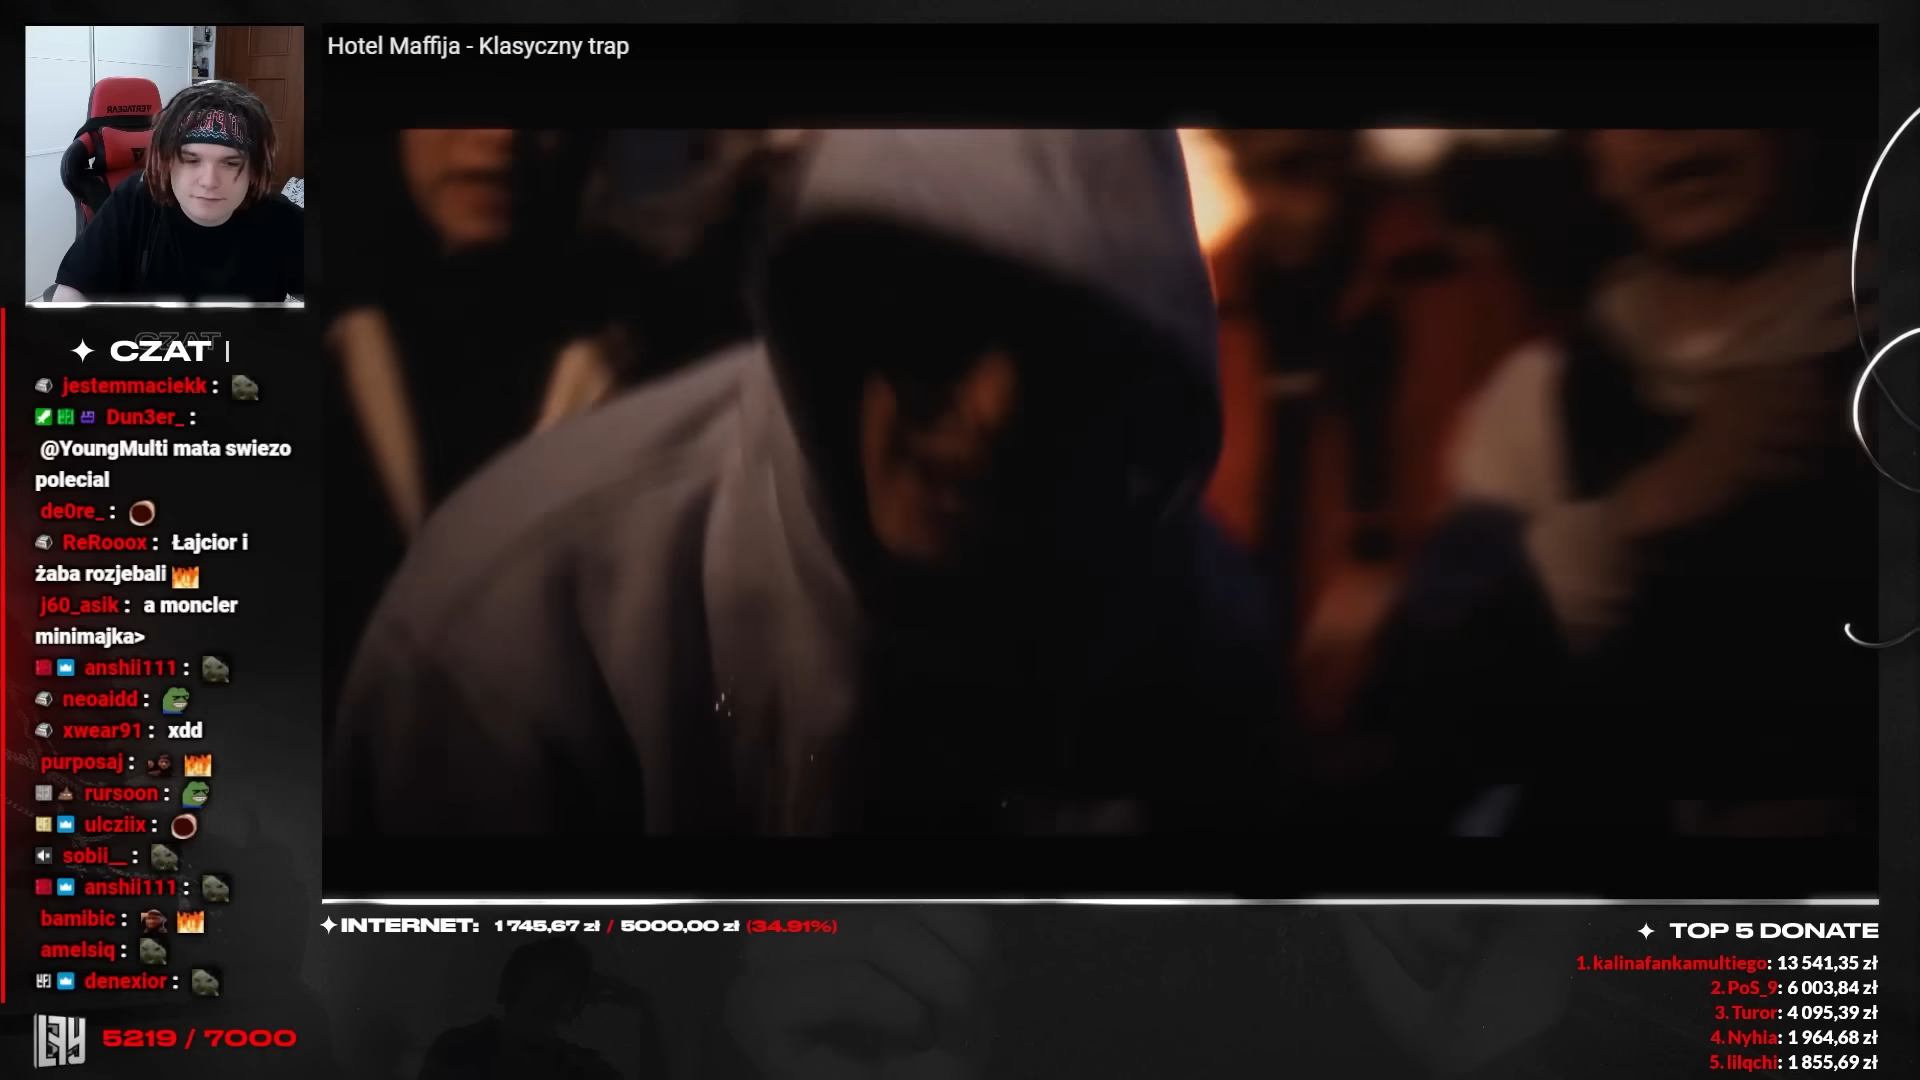 Hotel Maffija - Klasyczny trap
VERTAGEAR
CZAT
jestemmaciekk :
Dun3er_ :
@YoungMulti mata swiezo
polecial
de0re_ :
ReRooox : Łajcior i
żaba rozjebali
j60_asik : a moncler
minimajka>
anshii111 :
neoaidd :
xwear91 : xdd
purposaj :
rursoon :
ulcziix :
sobii__ :
anshii111 :
bamibic :
amelsiq :
denexior :
5219 / 7000
INTERNET: 1 745,67 zł / 5000,00 zł (34.91%)
TOP 5 DONATE
1. kalinafankamultiego: 13 541,35 zł
2. PoS_9: 6 003,84 zł
3. Turor: 4 095,39 zł
4. Nyhia: 1 964,68 zł
5. lilqchi: 1 855,69 zł